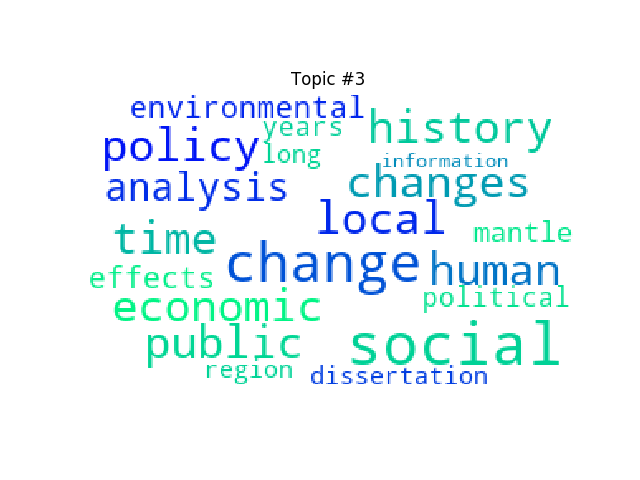 Topic #3
environmental
years
history
policy
long
information
analysis
changes
local
time
mantle
change
human
effects
political
economic
public
social
region
dissertation